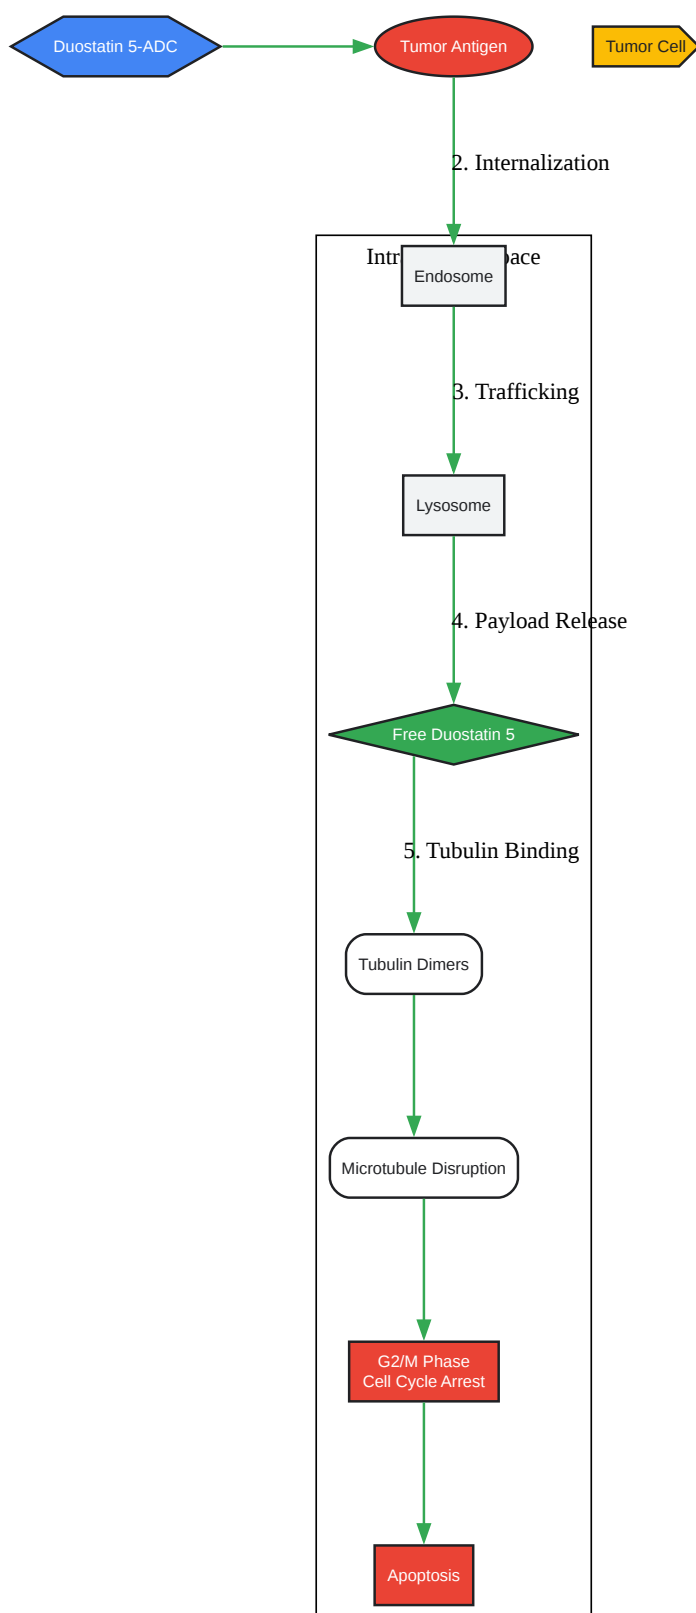 Duostatin 5-ADC
Tumor Antigen
Tumor Cell
2. Internalization
Endosome
3. Trafficking
Lysosome
4. Payload Release
Free Duostatin 5
5. Tubulin Binding
Tubulin Dimers
Microtubule Disruption
G2/M Phase
Cell Cycle Arrest
Apoptosis